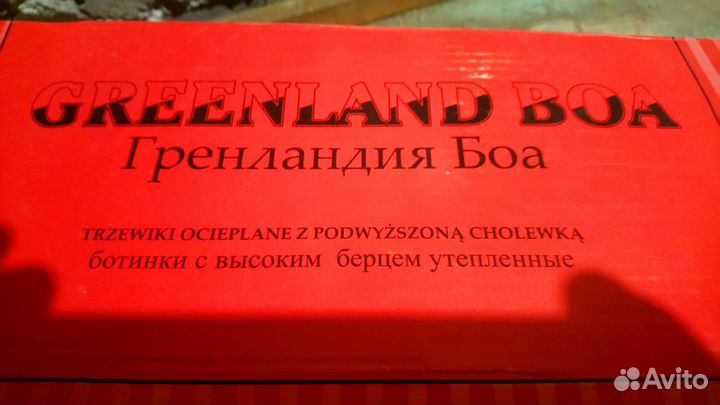 GREENLAND BOA
Гренландия Боа
TRZEWIKI OCIEPLANE Z PODWYŻSZONĄ CHOLEWKĄ
ботинки с высоким берцем утепленные
Avito